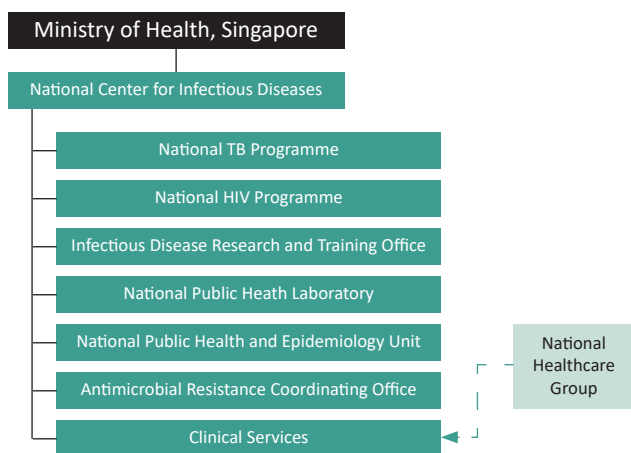 Ministry of Health, Singapore
National Center for Infectious Diseases
National TB Programme
National HIV Programme
Infectious Disease Research and Training Office
National Public Heath Laboratory
National Public Health and Epidemiology Unit
Antimicrobial Resistance Coordinating Office
Clinical Services
National
Healthcare
Group